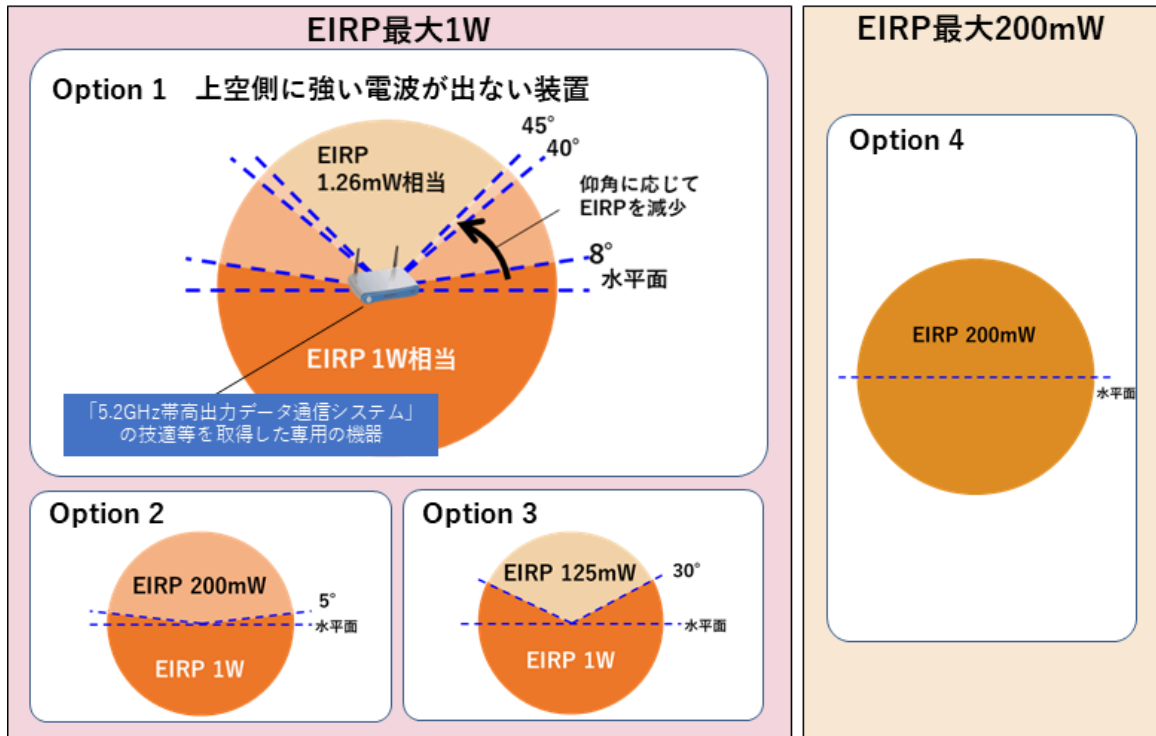 EIRP最大1W
Option 1 上空側に強い電波が出ない装置
45°
40°
EIRP
1.26mW相当
仰角に応じて
EIRPを減少
8°
水平面
EIRP 1W相当
「5.2GHz帯高出力データ通信システム」
の技適等を取得した専用の機器
Option 2
EIRP 200mW
5°
水平面
EIRP 1W
Option 3
EIRP 125mW
30°
水平面
EIRP 1W
EIRP最大200mW
Option 4
EIRP 200mW
水平面